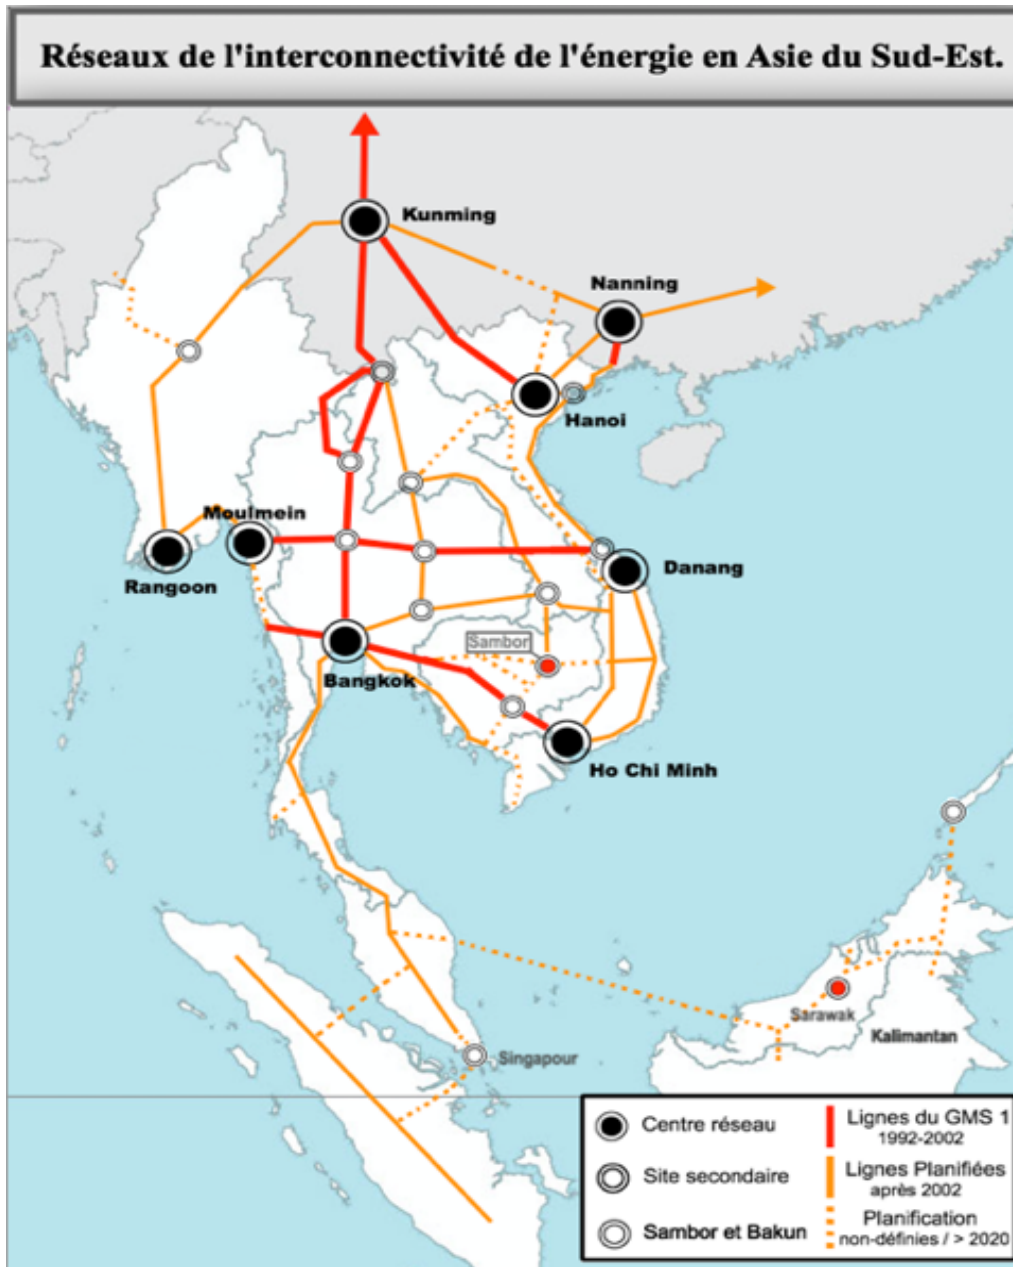 Réseaux de l'interconnectivité de l'énergie en Asie du Sud-Est.
Kunming
Nanning
Hanoi
Moulmein
Rangoon
Danang
Sambor
Bangkok
Ho Chi Minh
Sarawak
Kalimantan
Singapour
Centre réseau
Site secondaire
Sambor et Bakun
Lignes du GMS 1
1992-2002
Lignes Planifiées
après 2002
Planification
non-définies / > 2020